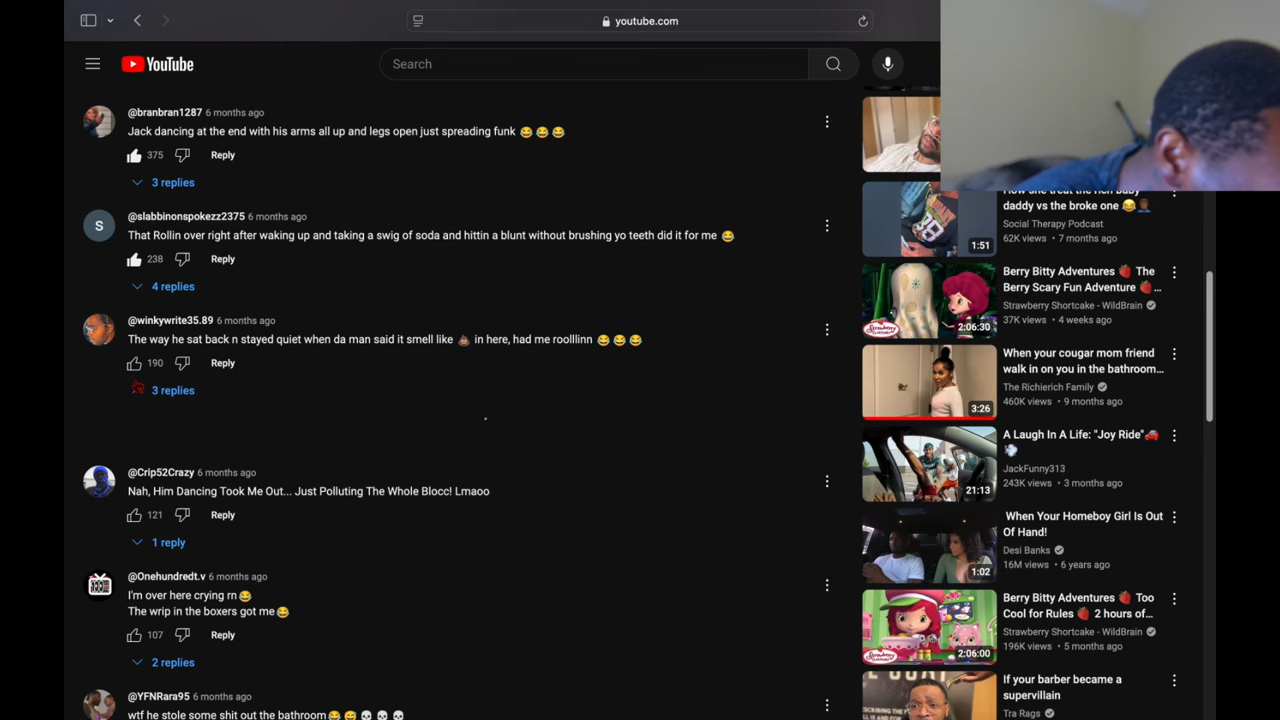 youtube.com
YouTube
Search
@branbran1287 6 months ago
Jack dancing at the end with his arms all up and legs open just spreading funk 😂 😂 😂
375
Reply
3 replies
S
@slabbinonspokezz2375 6 months ago
That Rollin over right after waking up and taking a swig of soda and hittin a blunt without brushing yo teeth did it for me 😂
238
Reply
4 replies
@winkywrite35.89 6 months ago
The way he sat back n stayed quiet when da man said it smell like 💩 in here, had me roollinn 😂 😂 😂
190
Reply
3 replies
@Crip52Crazy 6 months ago
Nah, Him Dancing Took Me Out... Just Polluting The Whole Blocc! Lmaoo
121
Reply
1 reply
@Onehundredt.v 6 months ago
I'm over here crying rn😂
The wrip in the boxers got me😂
107
Reply
2 replies
@YFNRara95 6 months ago
wtf he stole some shit out the bathroom😂 😅 💀 💀 💀
daddy vs the broke one 😂🤦🏾‍♂️
Social Therapy Podcast
62K views • 7 months ago
1:51
Berry Bitty Adventures 🍓 The
Berry Scary Fun Adventure 🍓...
Strawberry Shortcake - WildBrain
37K views • 4 weeks ago
2:06:30
When your cougar mom friend
walk in on you in the bathroom...
The Richierich Family
460K views • 9 months ago
3:26
A Laugh In A Life: "Joy Ride"🚗
💨
JackFunny313
243K views • 3 months ago
21:13
When Your Homeboy Girl Is Out
Of Hand!
Desi Banks
16M views • 6 years ago
1:02
Berry Bitty Adventures 🍓 Too
Cool for Rules 🍓 2 hours of...
Strawberry Shortcake - WildBrain
196K views • 5 months ago
2:06:00
If your barber became a
supervillain
Tra Rags